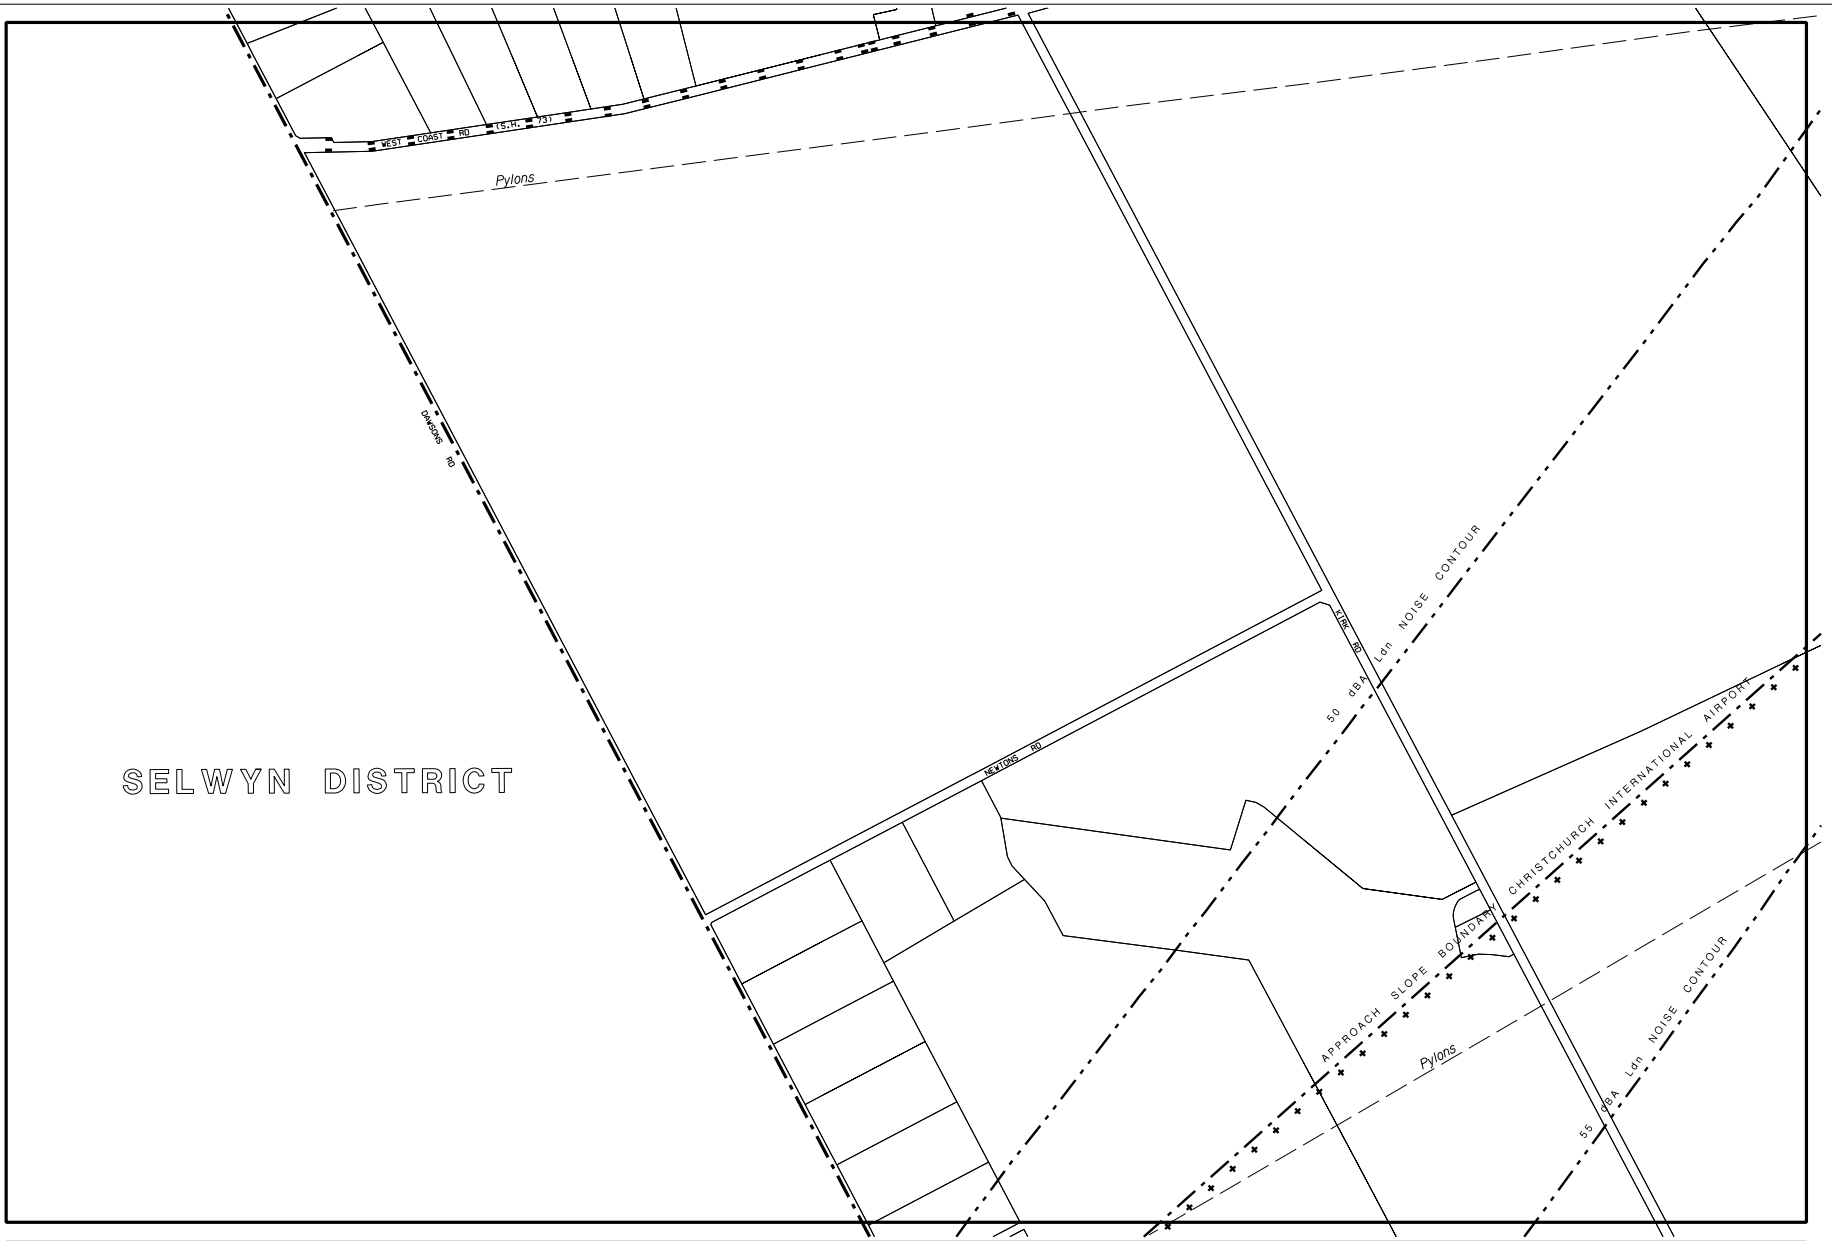 WEST COAST RD (S.H. 73)
Pylons
DAWSONS RD
50 dBA Ldn NOISE CONTOUR
KIRK RD
NEWTONS RD
SELWYN DISTRICT
APPROACH SLOPE BOUNDARY CHRISTCHURCH INTERNATIONAL AIRPORT
Pylons
55 dBA Ldn NOISE CONTOUR